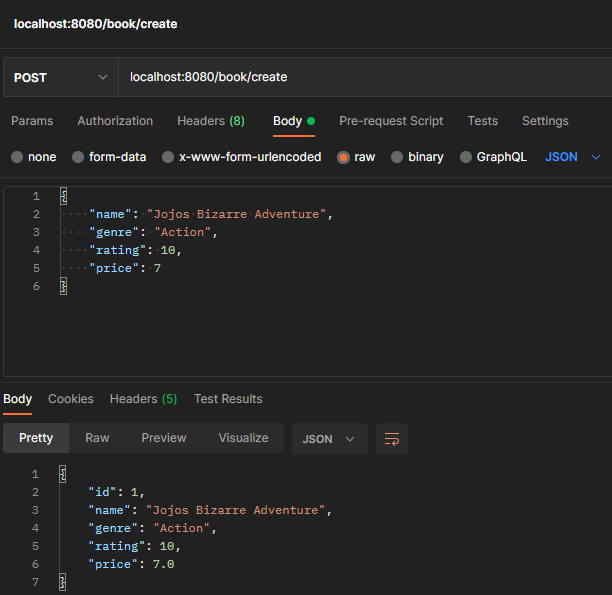 localhost:8080/book/create
POST localhost:8080/book/create
Params Authorization Headers (8) Body Pre-request Script Tests Settings
none form-data x-www-form-urlencoded raw binary GraphQL JSON
1 {
2 "name": "Jojos Bizarre Adventure",
3 "genre": "Action",
4 "rating": 10,
5 "price": 7
6 }
Body Cookies Headers (5) Test Results
Pretty Raw Preview Visualize JSON
1 {
2 "id": 1,
3 "name": "Jojos Bizarre Adventure",
4 "genre": "Action",
5 "rating": 10,
6 "price": 7.0
7 }